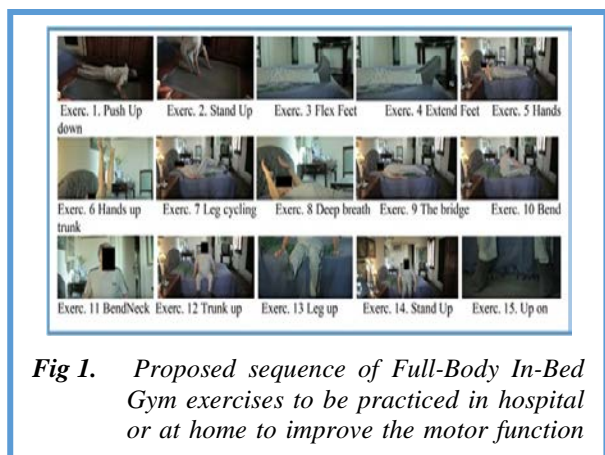 Exerc. 1. Push Up Exerc. 2. Stand Up Exerc. 3 Flex Feet Exerc. 4 Extend Feet Exerc. 5 Hands
down
Exerc. 6 Hands up Exerc. 7 Leg cycling Exerc. 8 Deep breath Exerc. 9 The bridge Exerc. 10 Bend
trunk
Exerc. 11 BendNeck Exerc. 12 Trunk up Exerc. 13 Leg up Exerc. 14. Stand Up Exerc. 15. Up on
Fig 1. Proposed sequence of Full-Body In-Bed
Gym exercises to be practiced in hospital
or at home to improve the motor function